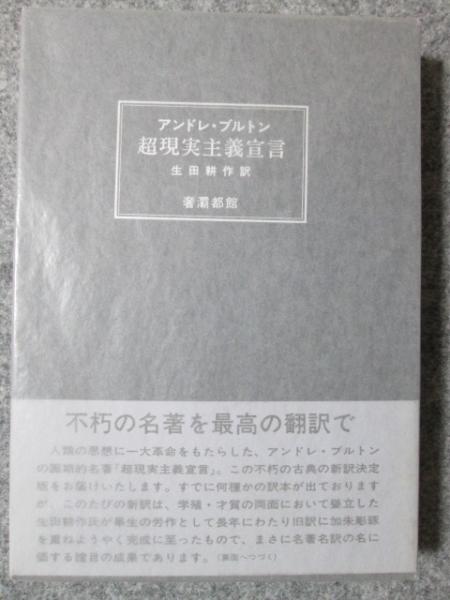 アンドレ・ブルトン
超現実主義宣言
生田耕作訳
奢灞都館
不朽の名著を最高の翻訳で
人類の思想に一大革命をもたらした、アンドレ・ブルトン
の画期的名著「超現実主義宣言」。この不朽の古典の新訳決定
版をお届けいたします。すでに何種かの訳本が出ております
が、このたびの新訳は、学殖・才質の両面において聳立した
生田耕作氏が畢生の労作として長年にわたり旧訳に加朱彫琢
を重ねようやく完成に至ったもので、まさに名著名訳の名に
価する瞠目の成果であります。(裏面へつづく)